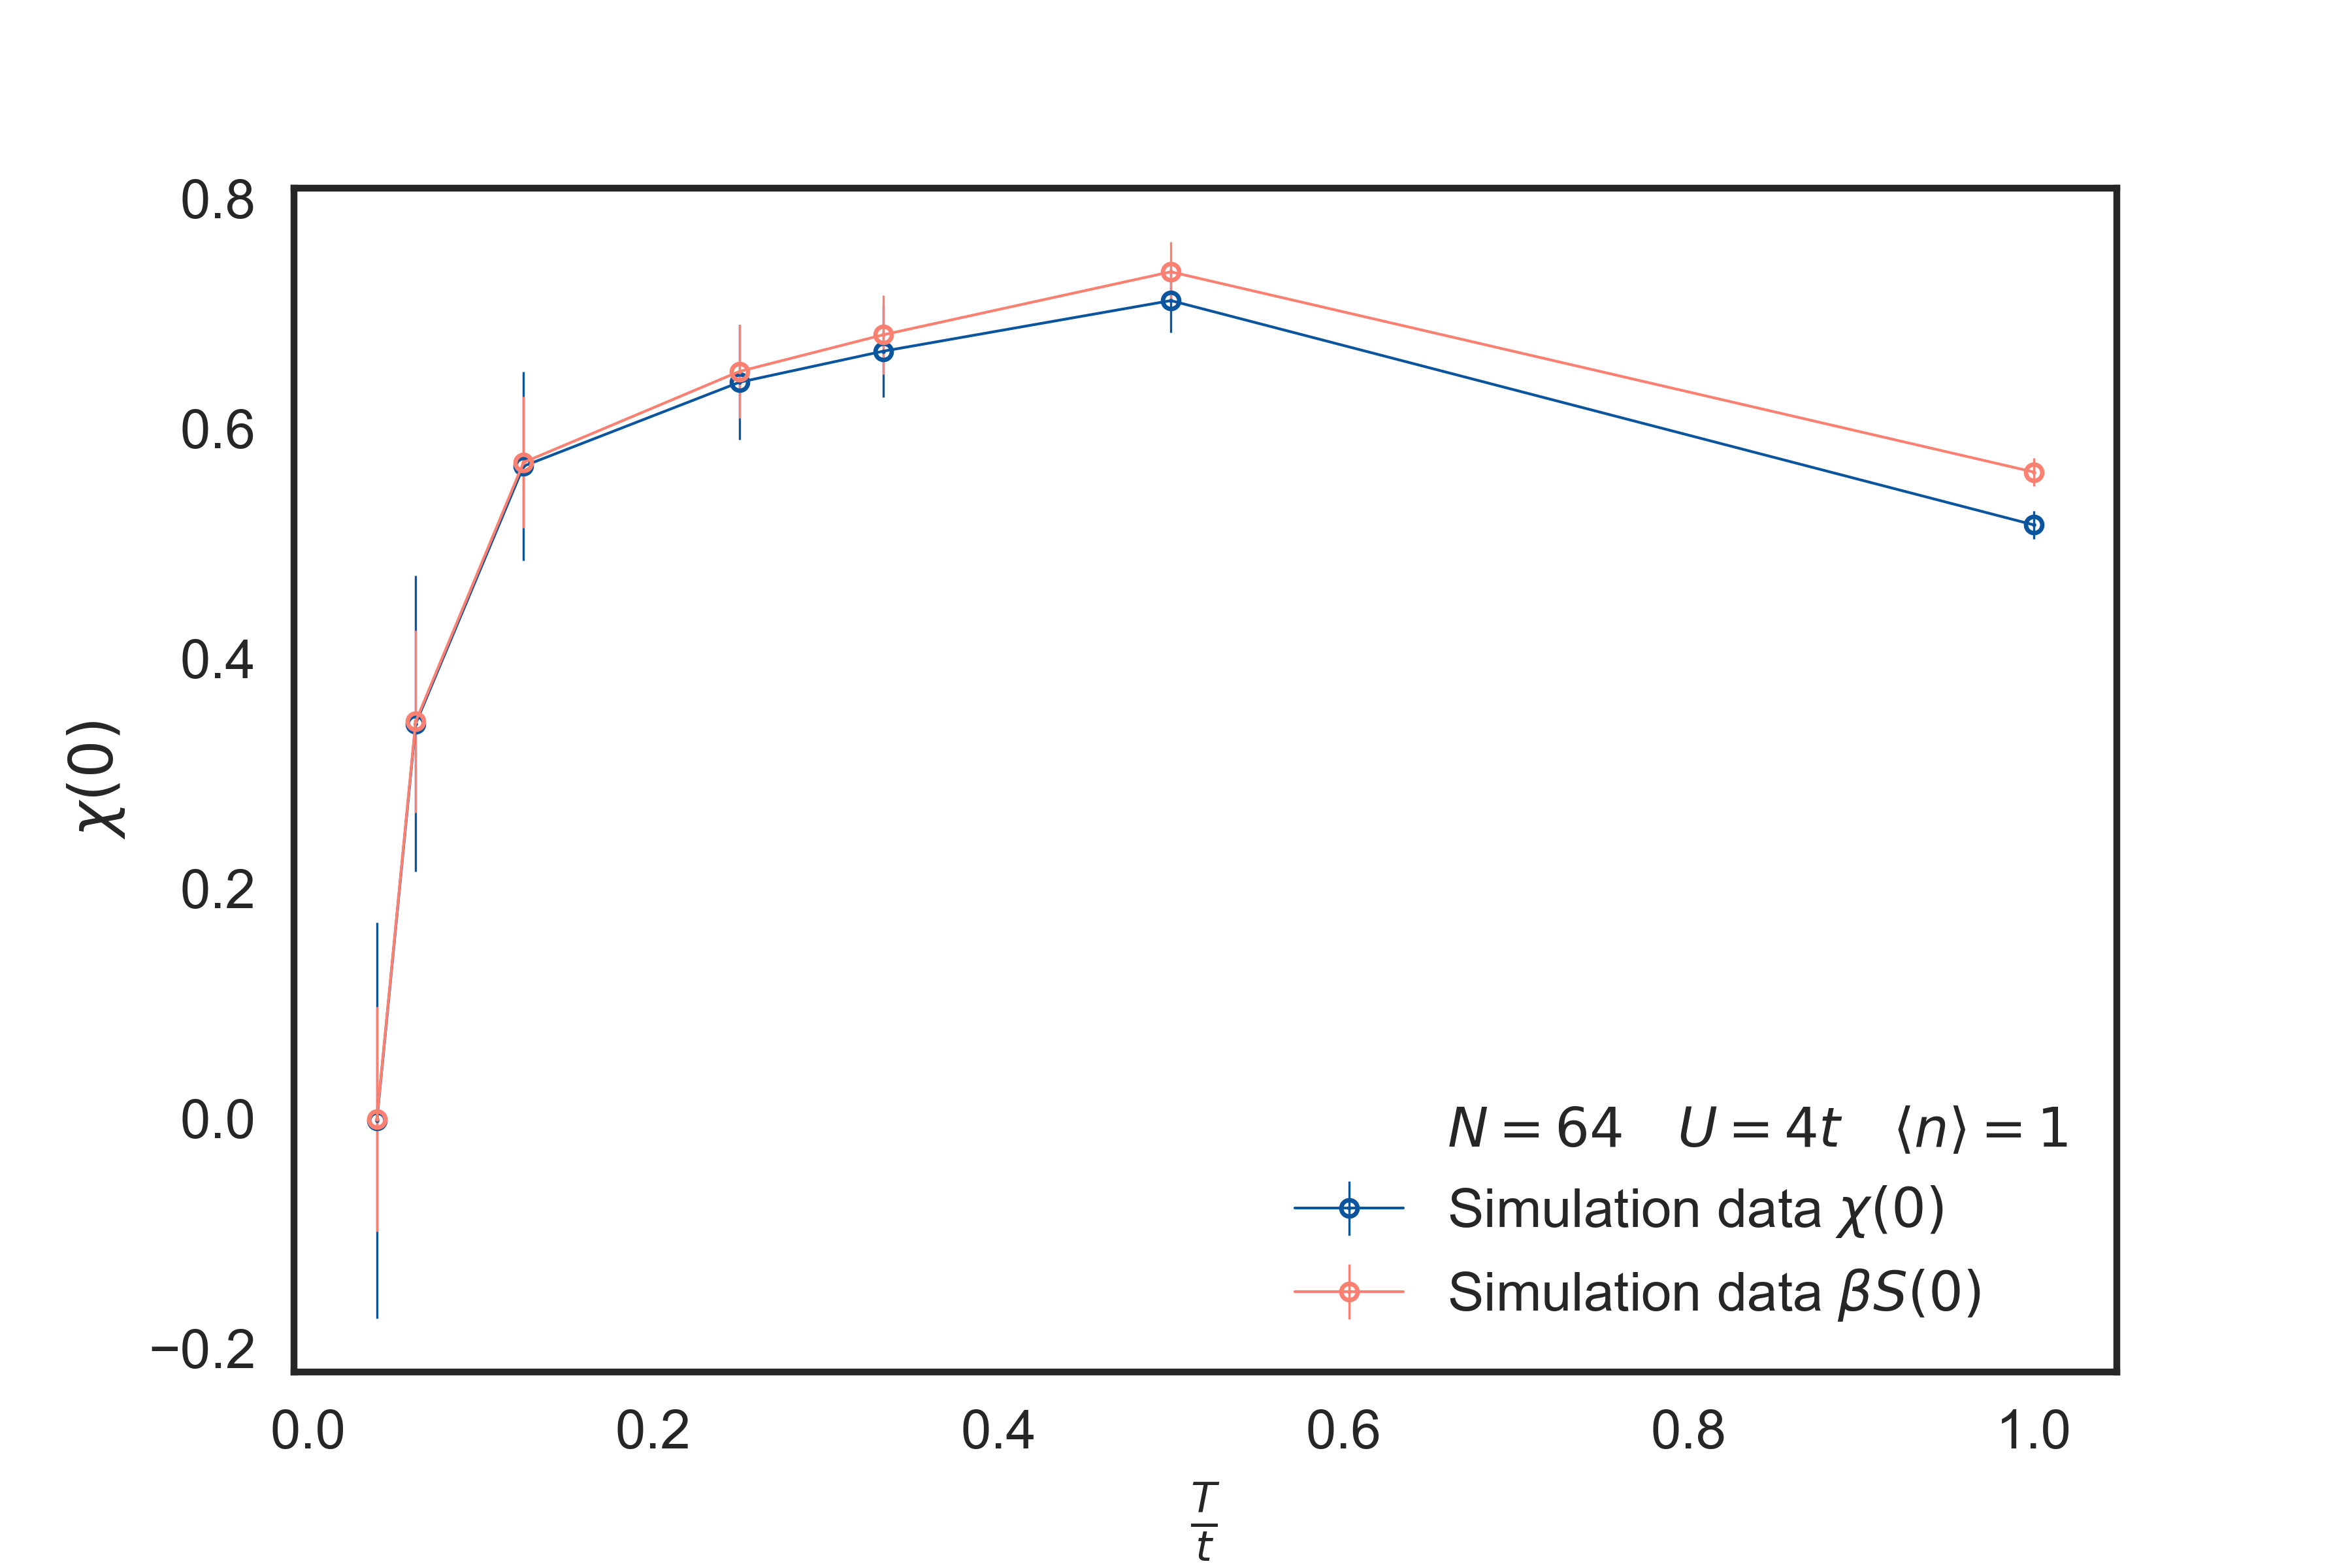 0.8
0.6
0.4
0.2
0.0
−0.2
χ(0)
N = 64 U = 4t ⟨n⟩ = 1
Simulation data χ(0)
Simulation data βS(0)
0.0 0.2 0.4 0.6 0.8 1.0
T
t